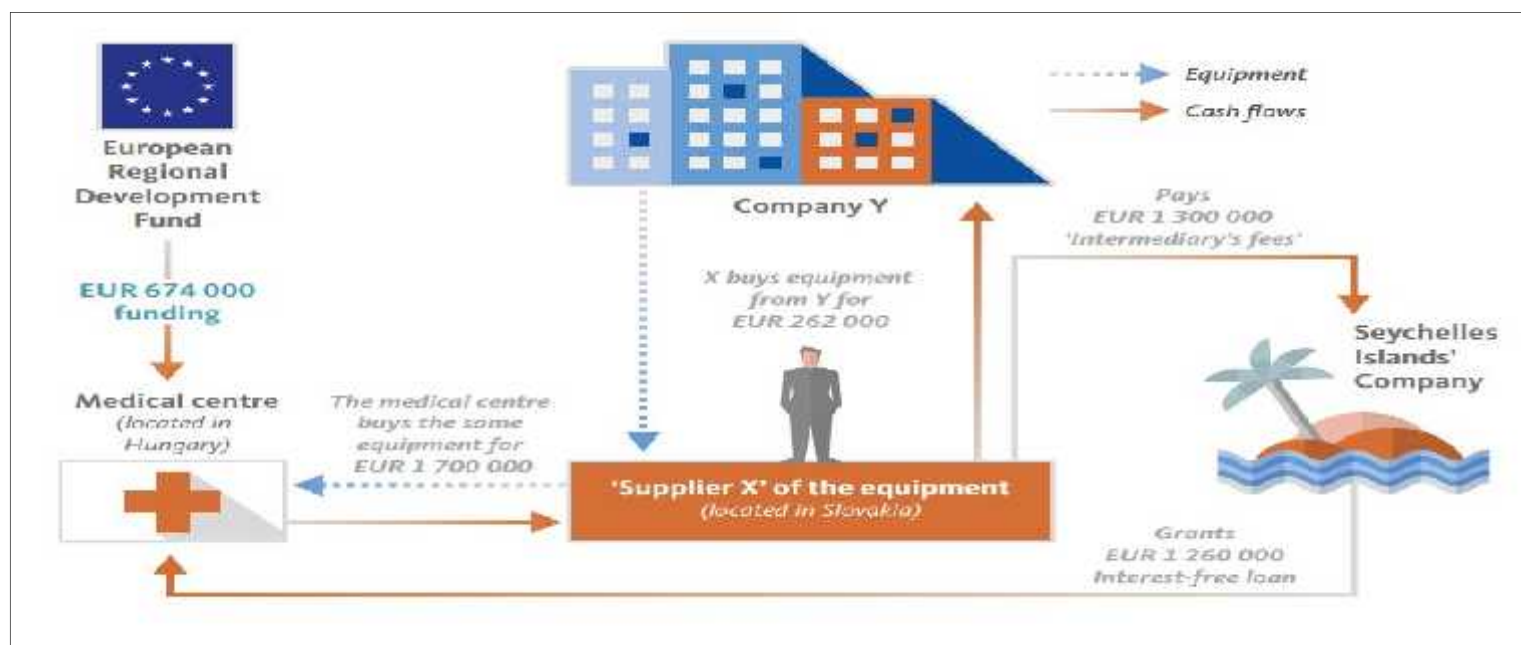 European
Regional
Development
Fund
EUR 674 000
funding
Medical centre
(located in
Hungary)
The medical centre
buys the same
equipment for
EUR 1 700 000
Company Y
X buys equipment
from Y for
EUR 262 000
'Supplier X' of the equipment
(located in Slovakia)
Equipment
Cash flows
Pays
EUR 1 300 000
'Intermediary's fees'
Seychelles
Islands'
Company
Grants
EUR 1 260 000
Interest-free loan